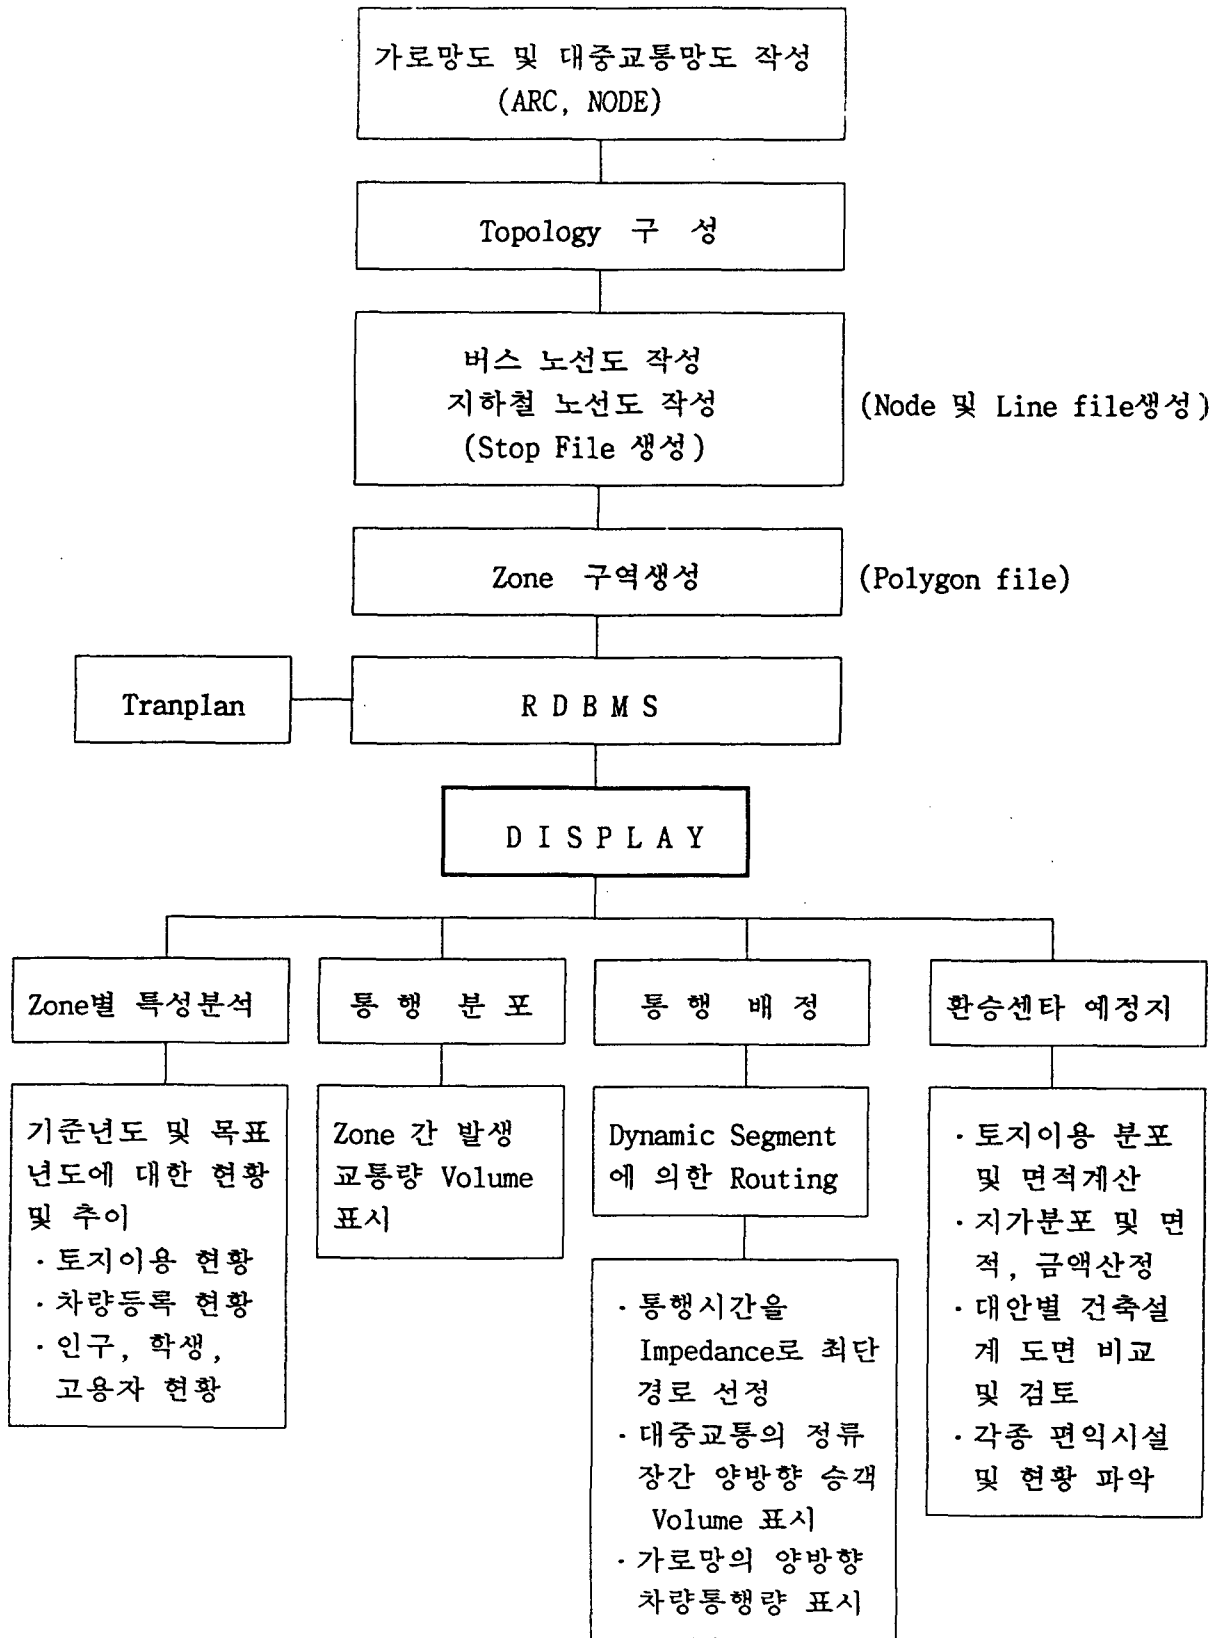 가로망도 및 대중교통망도 작성
(ARC, NODE)
Topology 구 성
버스 노선도 작성
지하철 노선도 작성
(Stop File 생성)
(Node 및 Line file생성)
Zone 구역생성
(Polygon file)
Tranplan
R D B M S
D I S P L A Y
Zone별 특성분석
통 행 분 포
통 행 배 정
환승센타 예정지
기준년도 및 목표
년도에 대한 현황
및 추이
· 토지이용 현황
· 차량등록 현황
· 인구, 학생,
고용자 현황
Zone 간 발생
교통량 Volume
표시
Dynamic Segment
에 의한 Routing
· 통행시간을
Impedance로 최단
경로 선정
· 대중교통의 정류
장간 양방향 승객
Volume 표시
· 가로망의 양방향
차량통행량 표시
· 토지이용 분포
및 면적계산
· 지가분포 및 면
적, 금액산정
· 대안별 건축설
계 도면 비교
및 검토
· 각종 편익시설
및 현황 파악